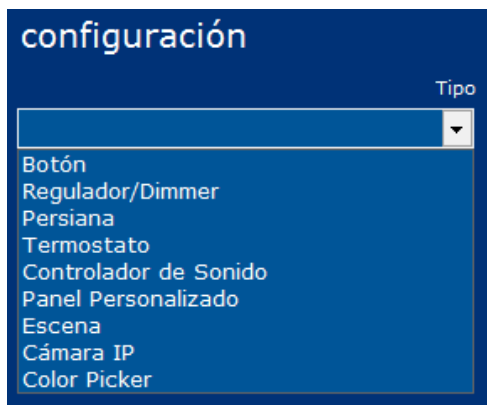 configuración
Tipo
Botón
Regulador/Dimmer
Persiana
Termostato
Controlador de Sonido
Panel Personalizado
Escena
Cámara IP
Color Picker